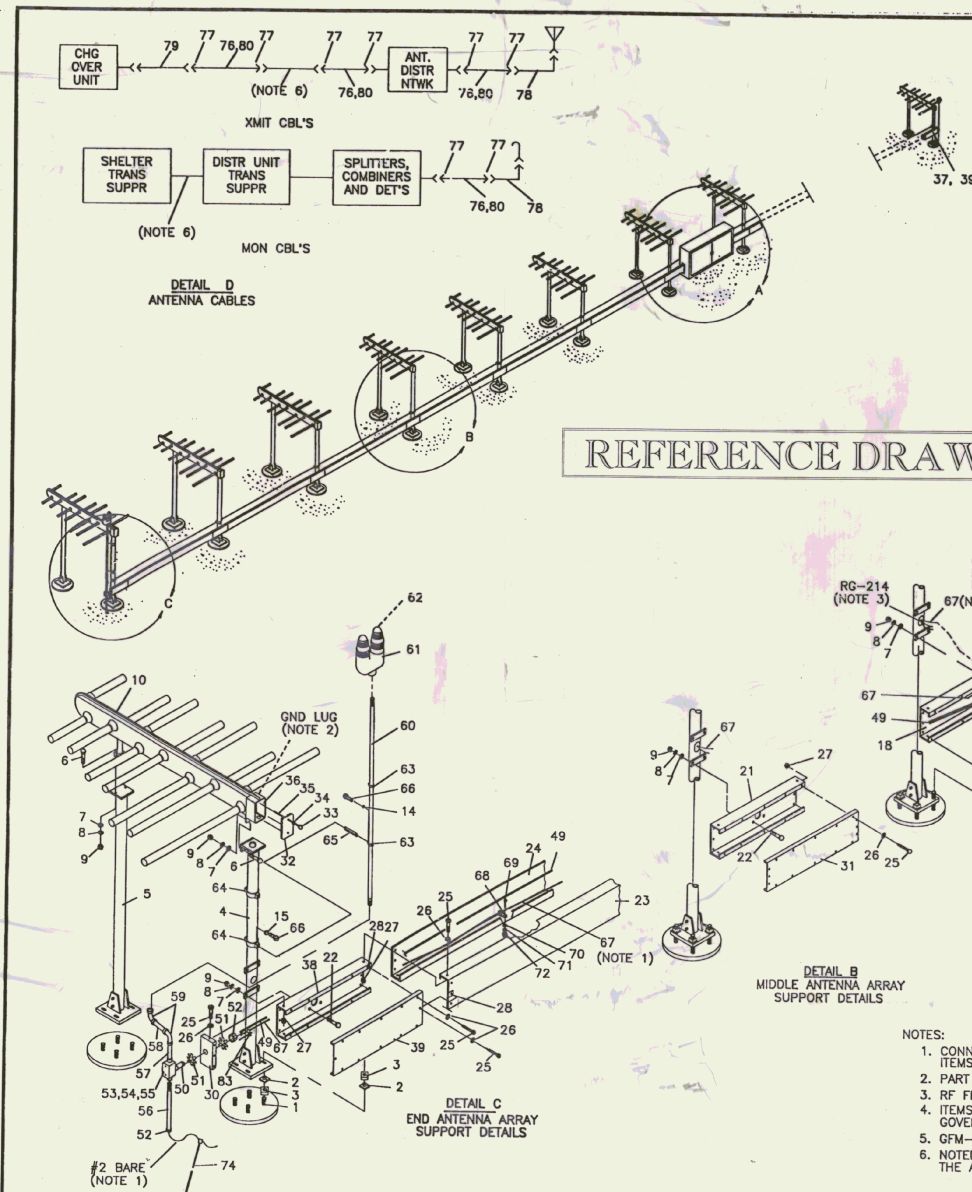 CHG
OVER
UNIT
79
77
76,80
77
(NOTE 6)
77
77
76,80
ANT.
DISTR
NTWK
77
77
76,80
78
XMIT CBL'S
SHELTER
TRANS
SUPPR
DISTR UNIT
TRANS
SUPPR
SPLITTERS,
COMBINERS
AND DET'S
77
77
76,80
78
(NOTE 6)
MON CBL'S
DETAIL D
ANTENNA CABLES
37, 39
A
B
C
REFERENCE DRAW
62
61
10
GND LUG
(NOTE 2)
60
36
35
34
33
32
63
66
14
65
63
6
7
8
9
9
8
7
6
64
5
4
64
15
66
24
49
69
68
25
26
23
67
(NOTE 1)
70
71
72
28
27
22
38
28
26
25
25
9
8
7
52
51
25
26
59
58
57
49
67
27
39
3
2
53,54,55
50
51
30
83
2
3
1
56
52
#2 BARE
(NOTE 1)
74
DETAIL C
END ANTENNA ARRAY
SUPPORT DETAILS
RG-214
(NOTE 3)
67(N
9
8
7
67
49
18
67
9
8
7
21
27
22
31
26
25
DETAIL B
MIDDLE ANTENNA ARRAY
SUPPORT DETAILS
NOTES:
1. CONN
ITEMS
2. PART
3. RF F
4. ITEMS
GOVE
5. GFM-
6. NOTE
THE A